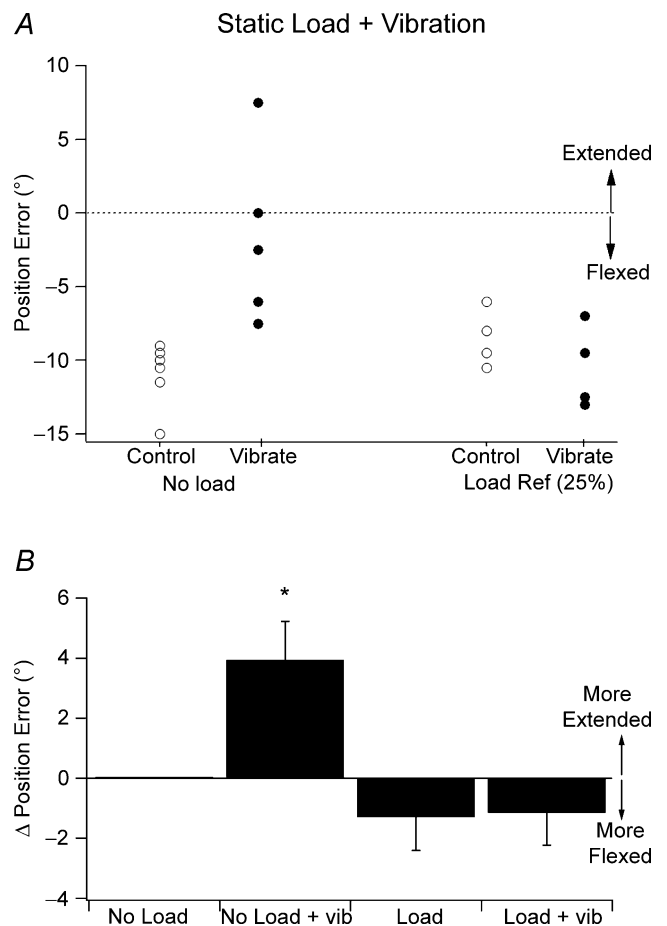 A Static Load + Vibration
10
5
0
−5
−10
−15
Position Error (°)
Extended
Flexed
Control Vibrate Control Vibrate
No load Load Ref (25%)
B
6
4
2
0
−2
−4
Δ Position Error (°)
*
More
Extended
More
Flexed
No Load No Load + vib Load Load + vib